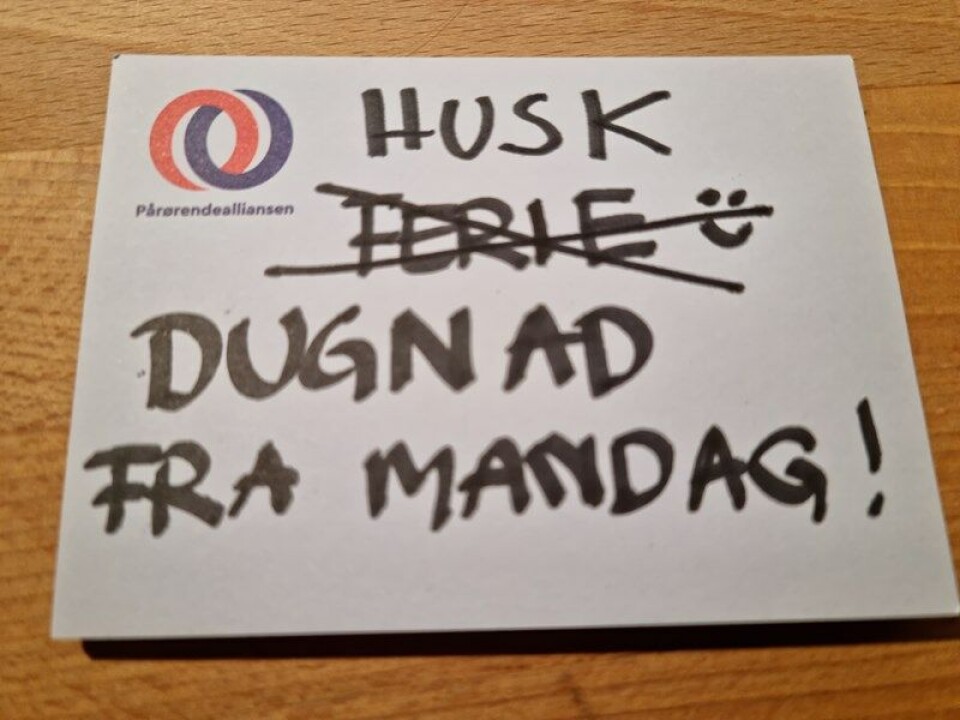 Pårørendealliansen
HUSK
FERIE
DUGNAD
FRA MANDAG!